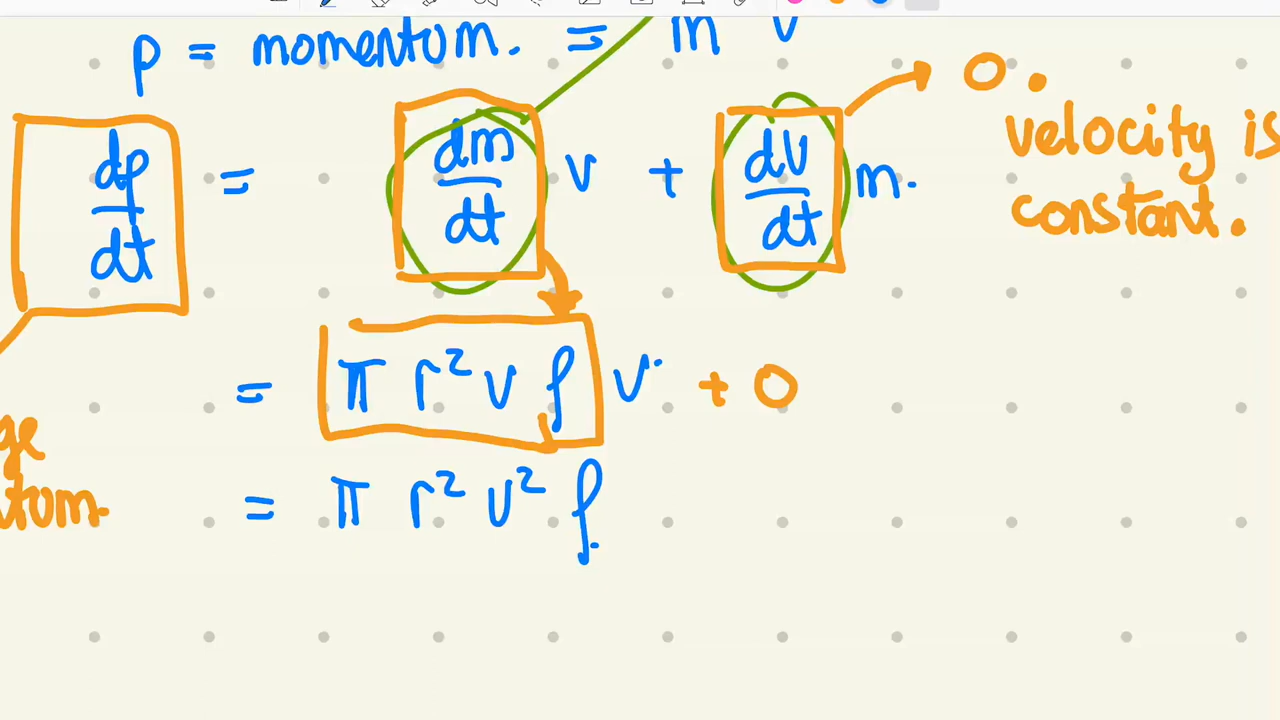 p = momentum. = m v
0.
velocity is
constant.
dp/dt = dm/dt v + dv/dt m.
= π r² v ρ v + 0
= π r² v² ρ